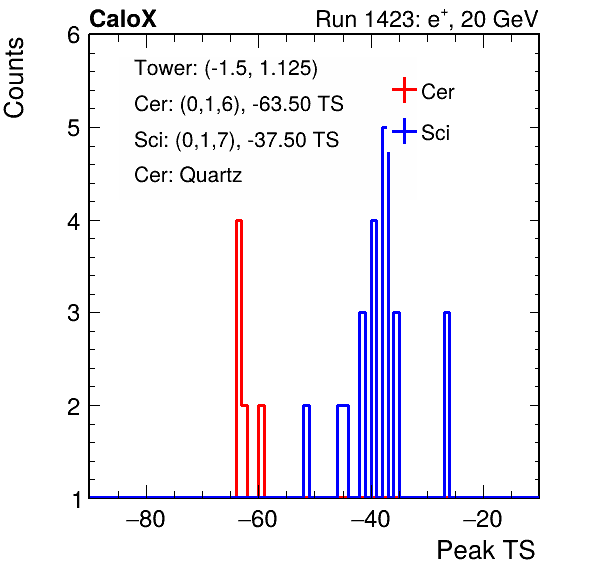 CaloX Run 1423: e+, 20 GeV
Counts
Tower: (-1.5, 1.125)
Cer: (0,1,6), -63.50 TS
Sci: (0,1,7), -37.50 TS
Cer: Quartz
Cer
Sci
6
5
4
3
2
1
−80 −60 −40 −20
Peak TS